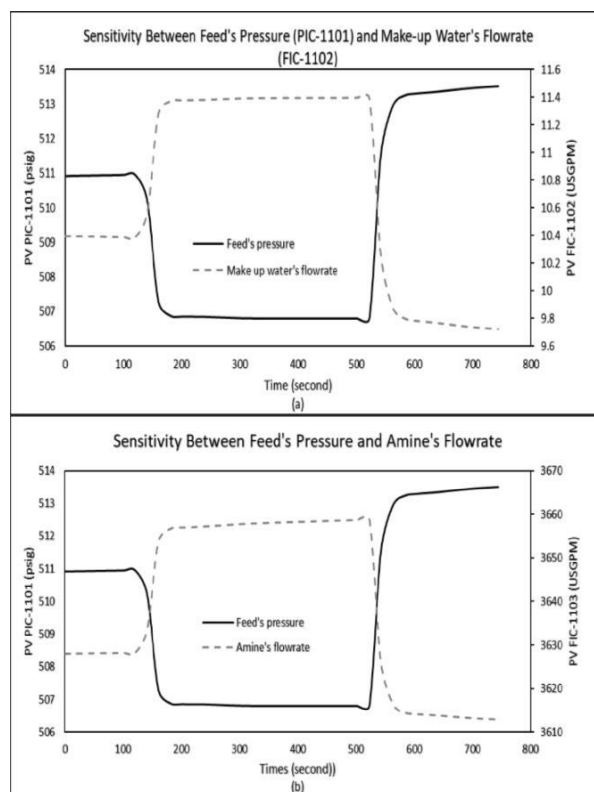 Sensitivity Between Feed's Pressure (PIC-1101) and Make-up Water's Flowrate
(FIC-1102)
514
513
511
510
509
507
506
PV PIC-1101 (psig)
11.6
11.4
11.2
11
10.8
10.6
10.4
10.2
10
9.8
9.6
PV FIC-1102 (USGPM)
Feed's pressure
Make up water's flowrate
0 100 200 300 400 500 600 700 800
Time (second)
(a)
Sensitivity Between Feed's Pressure and Amine's Flowrate
514
513
512
511
510
509
508
507
506
PV PIC-1101 (psig)
3670
3660
3650
3640
3630
3620
3610
PV FIC-1103 (USGPM)
Feed's pressure
Amine's flowrate
0 100 200 300 400 500 600 700 800
Times (second))
(b)